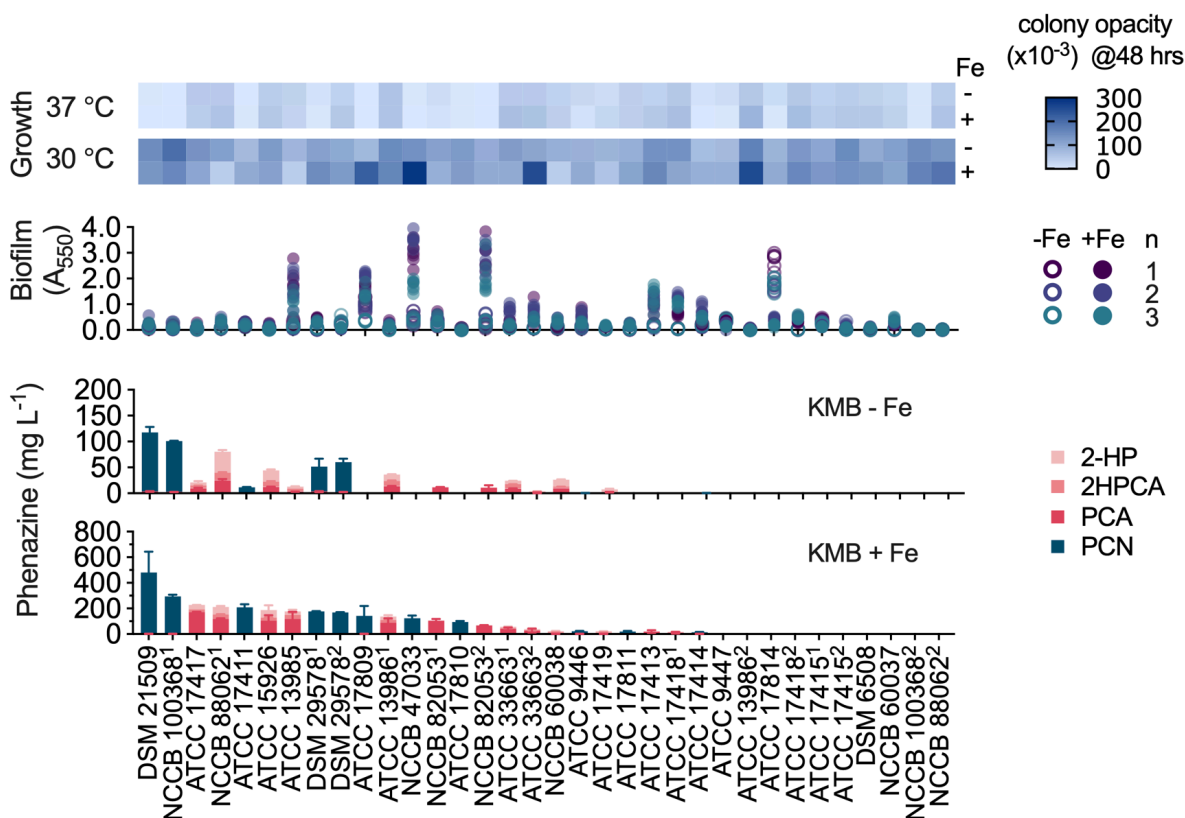 colony opacity
(x10⁻³) @48 hrs
Fe
Growth
37 °C
-
+
30 °C
-
+
300
200
100
0
Biofilm
(A₅₅₀)
4.0
3.0
2.0
1.0
0.0
-Fe +Fe n
1
2
3
Phenazine (mg L⁻¹)
200
150
100
50
0
KMB - Fe
800
600
400
200
0
KMB + Fe
2-HP
2HPCA
PCA
PCN
DSM 21509
NCCB 100368¹
ATCC 17417
NCCB 88062¹
ATCC 17411
ATCC 15926
ATCC 13985
DSM 29578¹
DSM 29578²
ATCC 17809
ATCC 13986¹
NCCB 47033
NCCB 82053¹
ATCC 17810
NCCB 82053²
ATCC 33663¹
ATCC 33663²
NCCB 60038
ATCC 9446
ATCC 17419
ATCC 17811
ATCC 17413
ATCC 17418¹
ATCC 17414
ATCC 9447
ATCC 13986²
ATCC 17814
ATCC 17418²
ATCC 17415¹
ATCC 17415²
DSM 6508
NCCB 60037
NCCB 100368²
NCCB 88062²